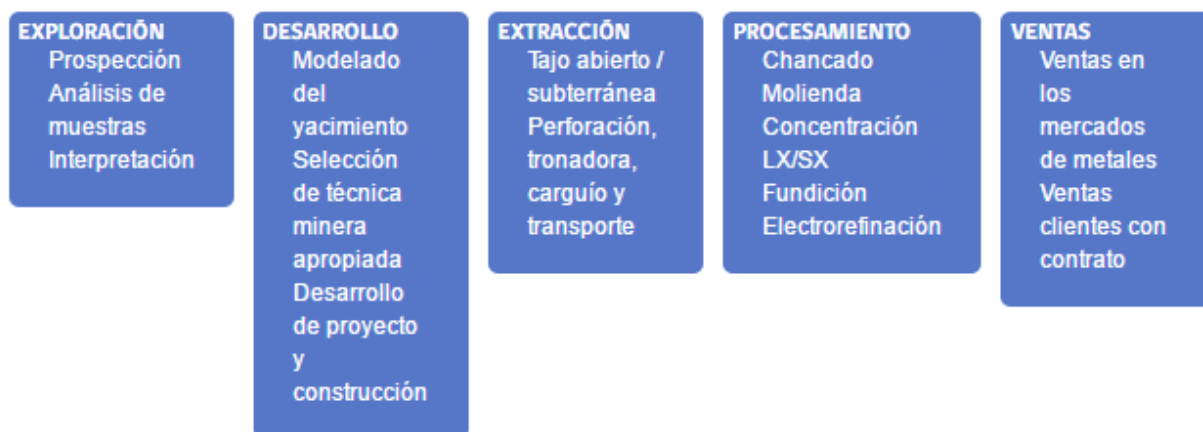 EXPLORACIÓN
Prospección
Análisis de
muestras
Interpretación
DESARROLLO
Modelado
del
yacimiento
Selección
de técnica
minera
apropiada
Desarrollo
de proyecto
y
construcción
EXTRACCIÓN
Tajo abierto /
subterránea
Perforación,
tronadora,
carguío y
transporte
PROCESAMIENTO
Chancado
Molienda
Concentración
LX/SX
Fundición
Electrorefinación
VENTAS
Ventas en
los
mercados
de metales
Ventas
clientes con
contrato